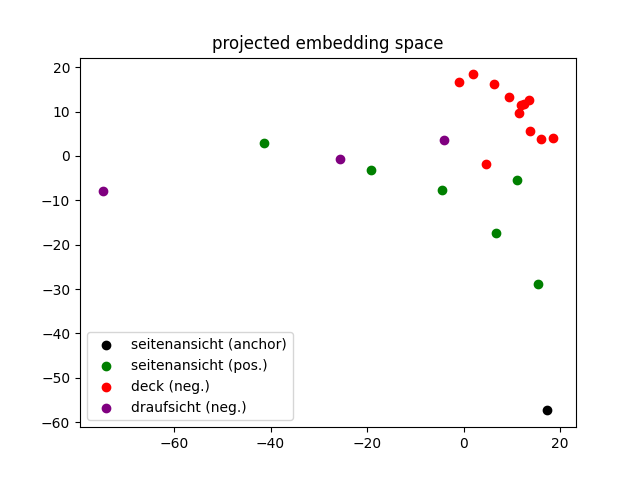 projected embedding space
20
10
0
−10
−20
−30
−40
−50
−60
seitenansicht (anchor)
seitenansicht (pos.)
deck (neg.)
draufsicht (neg.)
−60 −40 −20 0 20